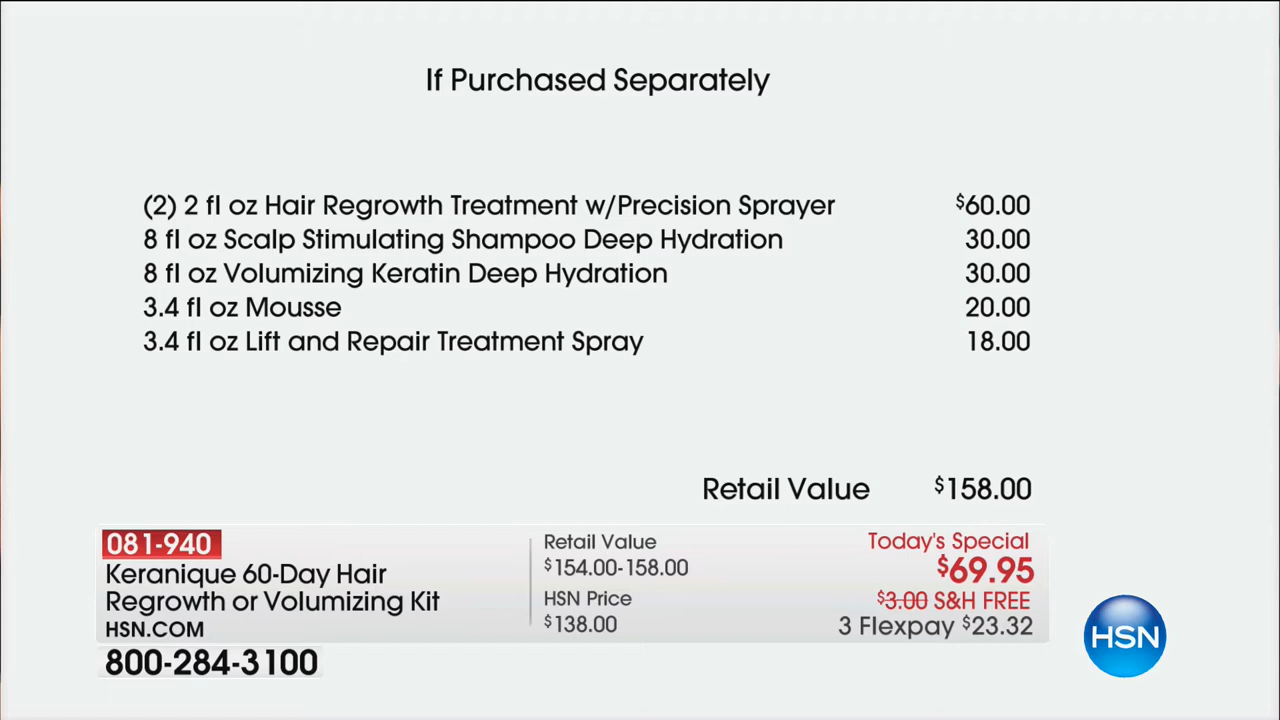 If Purchased Separately
(2) 2 fl oz Hair Regrowth Treatment w/Precision Sprayer $60.00
8 fl oz Scalp Stimulating Shampoo Deep Hydration 30.00
8 fl oz Volumizing Keratin Deep Hydration 30.00
3.4 fl oz Mousse 20.00
3.4 fl oz Lift and Repair Treatment Spray 18.00
Retail Value $158.00
081-940
Keranique 60-Day Hair
Regrowth or Volumizing Kit
HSN.COM
800-284-3100
Retail Value
$154.00-158.00
HSN Price
$138.00
Today's Special
$69.95
$3.00 S&H FREE
3 Flexpay $23.32
HSN